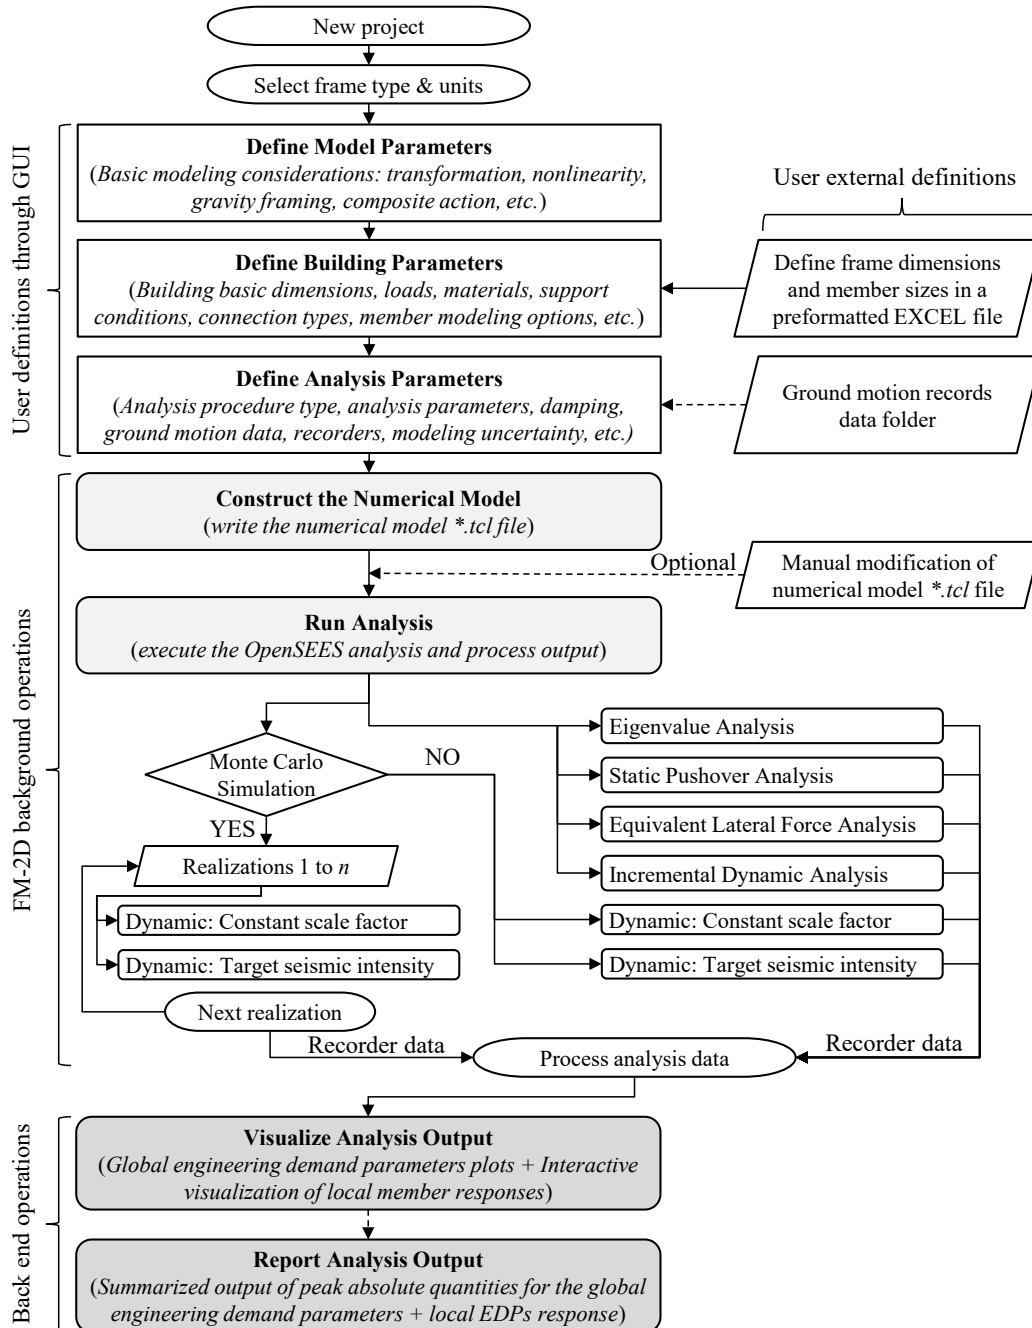 New project
Select frame type & units
User definitions through GUI
Define Model Parameters
(Basic modeling considerations: transformation, nonlinearity,
gravity framing, composite action, etc.)
User external definitions
Define Building Parameters
(Building basic dimensions, loads, materials, support
conditions, connection types, member modeling options, etc.)
Define frame dimensions
and member sizes in a
preformatted EXCEL file
Define Analysis Parameters
(Analysis procedure type, analysis parameters, damping,
ground motion data, recorders, modeling uncertainty, etc.)
Ground motion records
data folder
FM-2D background operations
Construct the Numerical Model
(write the numerical model *.tcl file)
Optional
Manual modification of
numerical model *.tcl file
Run Analysis
(execute the OpenSEES analysis and process output)
Monte Carlo
Simulation
NO
YES
Realizations 1 to n
Dynamic: Constant scale factor
Dynamic: Target seismic intensity
Next realization
Recorder data
Eigenvalue Analysis
Static Pushover Analysis
Equivalent Lateral Force Analysis
Incremental Dynamic Analysis
Dynamic: Constant scale factor
Dynamic: Target seismic intensity
Recorder data
Process analysis data
Back end operations
Visualize Analysis Output
(Global engineering demand parameters plots + Interactive
visualization of local member responses)
Report Analysis Output
(Summarized output of peak absolute quantities for the global
engineering demand parameters + local EDPs response)